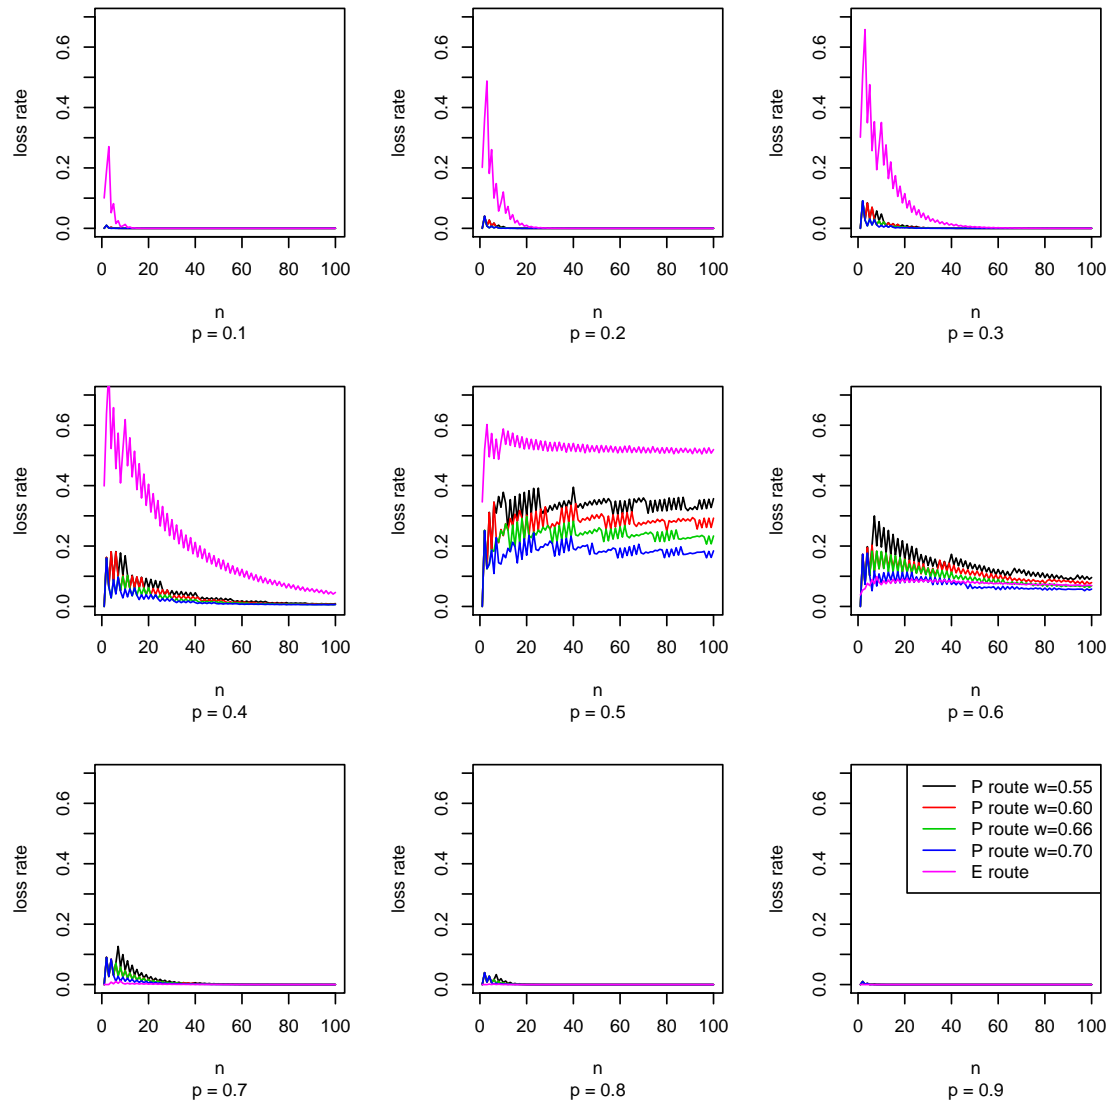 loss rate
0.0 0.2 0.4 0.6
0 20 40 60 80 100
n
p = 0.1
loss rate
0.0 0.2 0.4 0.6
0 20 40 60 80 100
n
p = 0.2
loss rate
0.0 0.2 0.4 0.6
0 20 40 60 80 100
n
p = 0.3
loss rate
0.0 0.2 0.4 0.6
0 20 40 60 80 100
n
p = 0.4
loss rate
0.0 0.2 0.4 0.6
0 20 40 60 80 100
n
p = 0.5
loss rate
0.0 0.2 0.4 0.6
0 20 40 60 80 100
n
p = 0.6
loss rate
0.0 0.2 0.4 0.6
0 20 40 60 80 100
n
p = 0.7
loss rate
0.0 0.2 0.4 0.6
0 20 40 60 80 100
n
p = 0.8
loss rate
0.0 0.2 0.4 0.6
P route w=0.55
P route w=0.60
P route w=0.66
P route w=0.70
E route
0 20 40 60 80 100
n
p = 0.9